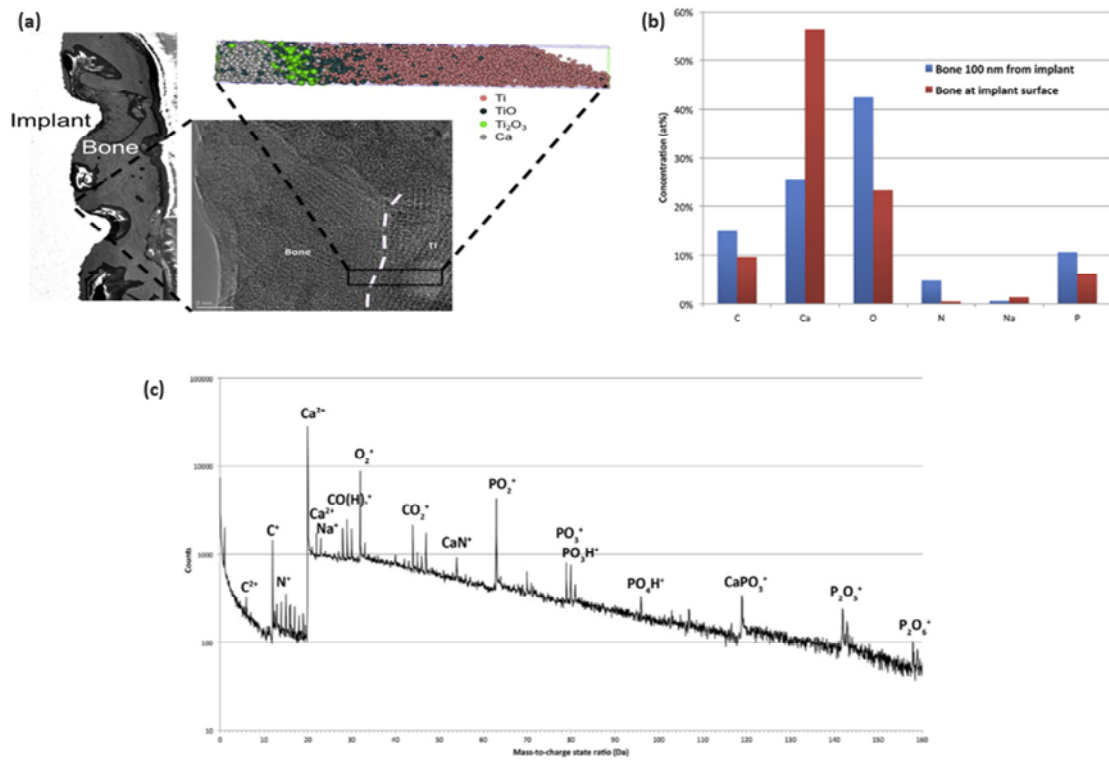 (a)
Implant
Bone
Ti
TiO
Ti₂O₃
Ca
Bone
Ti
5 nm
(b)
60%
50%
40%
30%
20%
10%
0%
Concentration (at%)
Bone 100 nm from implant
Bone at implant surface
C Ca O N Na P
(c)
100000
10000
1000
100
10
Counts
C²⁺
C⁺
N⁺
Ca²⁺
Na⁺
O₂⁺
CO₂⁺
CaN⁺
PO₂⁺
PO₃⁺
PO₃H⁺
PO₄H⁺
CaPO₃⁺
P₂O₅⁺
P₂O₆⁺
0 10 20 30 40 50 60 70 80 90 100 110 120 130 140 150 160
Mass-to-charge state ratio (Da)